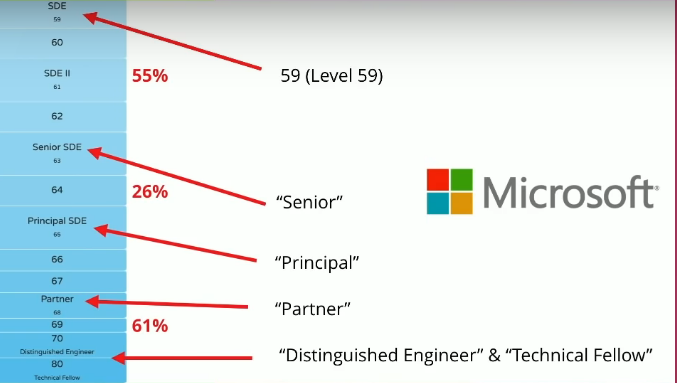 SDE
59
60
SDE II
61
55%
59 (Level 59)
62
Senior SDE
63
64
26%
“Senior”
Microsoft
Principal SDE
65
66
“Principal”
67
Partner
68
“Partner”
69
61%
70
Distinguished Engineer
“Distinguished Engineer” & “Technical Fellow”
80
Technical Fellow